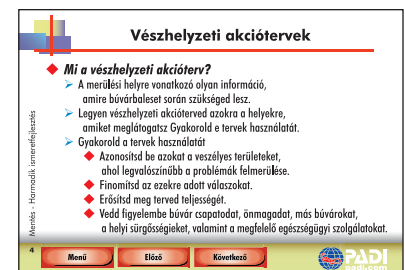 Vészhelyzeti akciótervek
Mi a vészhelyzeti akcióterv?
A merülési helyre vonatkozó olyan információ,
amire búvárbaleset során szükséged lesz.
Legyen vészhelyzeti akcióterved azokra a helyekre,
amiket meglátogatsz Gyakorold e tervek használatát.
Gyakorold a tervek használatát
Azonosítsd be azokat a veszélyes területeket,
ahol legvalószínűbb a problémák felmerülése.
Finomítsd az ezekre adott válaszokat.
Erősítsd meg terved teljességét.
Vedd figyelembe búvár csapatodat, önmagadat, más búvárokat,
a helyi sürgősségieket, valamint a megfelelő egészségügyi szolgálatokat.
Mentés - Harmadik ismeretfejlesztés
4
Menü
Előző
Következő
PADI
padi.com